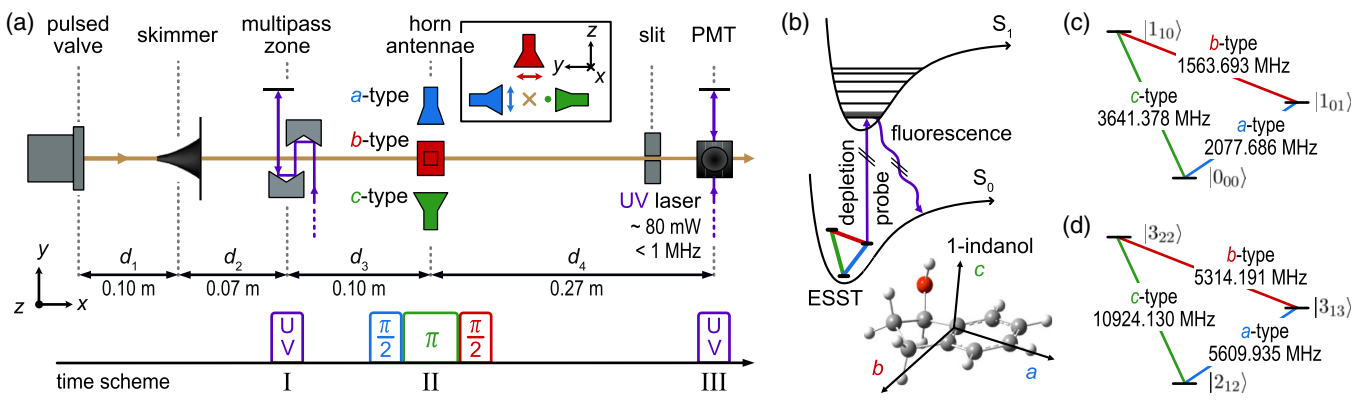 (a)
pulsed
valve
skimmer
multipass
zone
horn
antennae
slit
PMT
z
y
x
a-type
b-type
c-type
UV laser
~ 80 mW
< 1 MHz
d1
d2
d3
d4
0.10 m
0.07 m
0.10 m
0.27 m
y
z
x
U
V
π/2
π
π/2
U
V
time scheme
I
II
III
(b)
S1
fluorescence
depletion
probe
S0
ESST
1-indanol
c
b
a
(c)
|1₁₀⟩
b-type
1563.693 MHz
c-type
3641.378 MHz
|1₀₁⟩
a-type
2077.686 MHz
|0₀₀⟩
(d)
|3₂₂⟩
b-type
5314.191 MHz
c-type
10924.130 MHz
|3₁₃⟩
a-type
5609.935 MHz
|2₁₂⟩